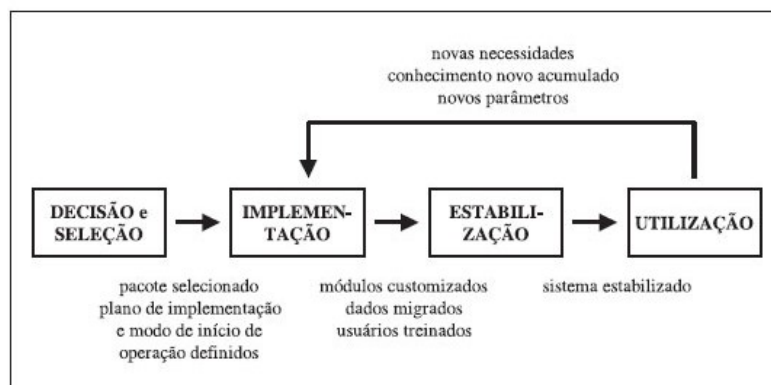 novas necessidades
conhecimento novo acumulado
novos parâmetros
DECISÃO e
SELEÇÃO
IMPLEMEN-
TAÇÃO
ESTABILI-
ZAÇÃO
UTILIZAÇÃO
pacote selecionado
plano de implementação
e modo de início de
operação definidos
módulos customizados
dados migrados
usuários treinados
sistema estabilizado